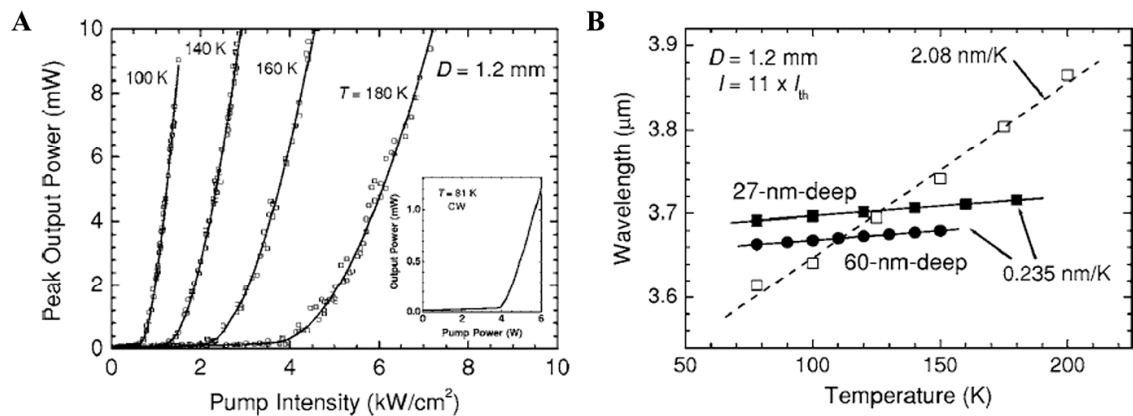 A
10
8
6
4
2
0
Peak Output Power (mW)
100 K
140 K
160 K
T = 180 K
D = 1.2 mm
T = 81 K
CW
Output Power (mW)
1.0
0.5
0.0
0 2 4 6
Pump Power (W)
0 2 4 6 8 10
Pump Intensity (kW/cm²)
B
3.9
3.8
3.7
3.6
Wavelength (μm)
D = 1.2 mm
I = 11 x Ith
2.08 nm/K
27-nm-deep
60-nm-deep
0.235 nm/K
50 75 100 125 150 175 200 225
Temperature (K)